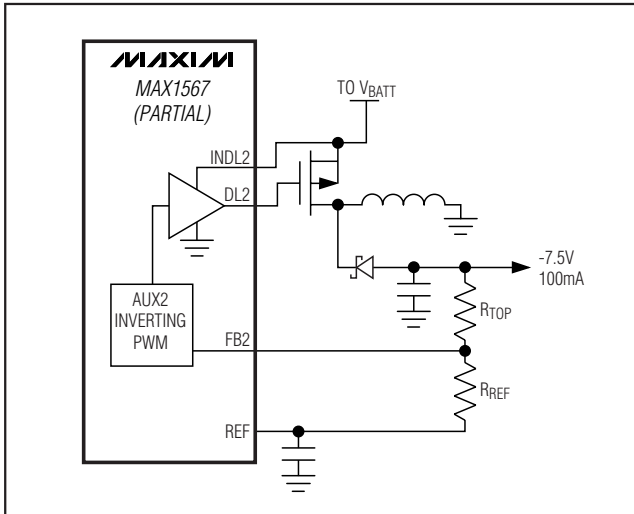 MAXIM
MAX1567
(PARTIAL)
TO VBATT
INDL2
DL2
-7.5V
100mA
AUX2
INVERTING
PWM
RTOP
FB2
RREF
REF